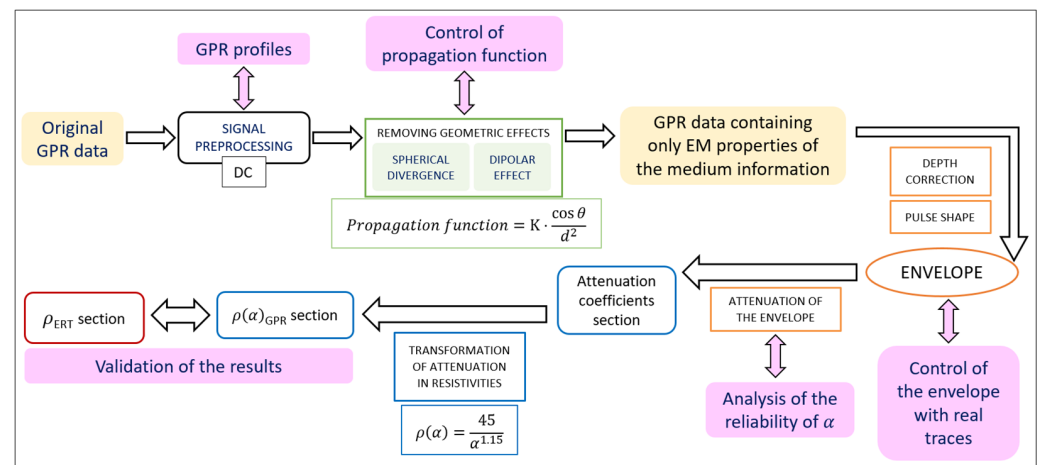 GPR profiles
Control of
propagation function
Original
GPR data
SIGNAL
PREPROCESSING
DC
REMOVING GEOMETRIC EFFECTS
SPHERICAL
DIVERGENCE
DIPOLAR
EFFECT
Propagation function = K · cos θ / d²
GPR data containing
only EM properties of
the medium information
DEPTH
CORRECTION
PULSE SHAPE
ENVELOPE
Control of
the envelope
with real
traces
ATTENUATION OF
THE ENVELOPE
Analysis of the
reliability of α
Attenuation
coefficients
section
TRANSFORMATION
OF ATTENUATION
IN RESISTIVITIES
ρ(α) = 45 / α^1.15
ρ(α)GPR section
ρERT section
Validation of the results